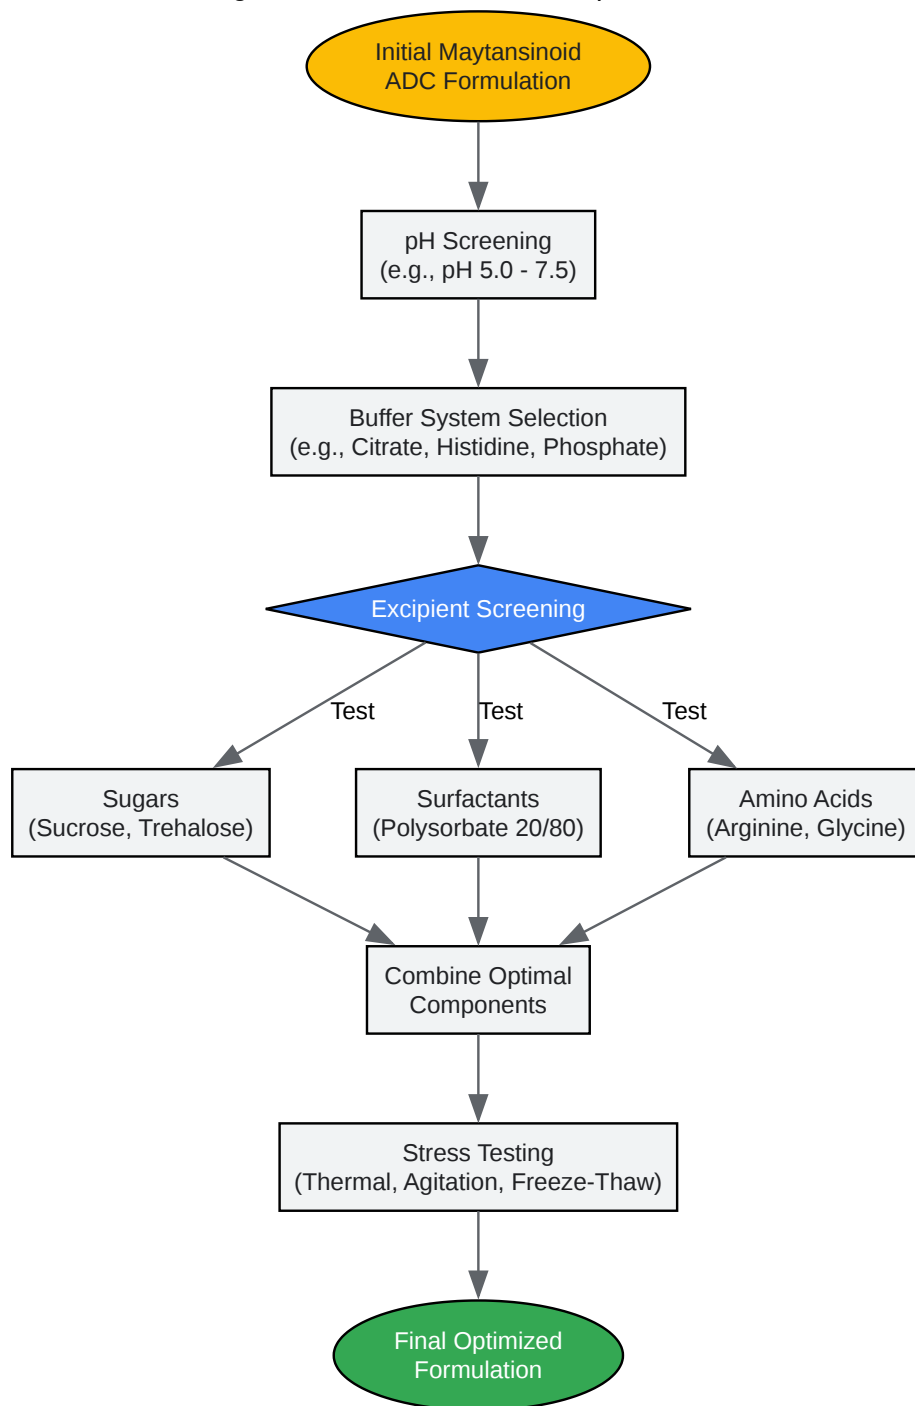 Initial Maytansinoid
ADC Formulation
pH Screening
(e.g., pH 5.0 - 7.5)
Buffer System Selection
(e.g., Citrate, Histidine, Phosphate)
Excipient Screening
Test Test Test
Sugars
(Sucrose, Trehalose)
Surfactants
(Polysorbate 20/80)
Amino Acids
(Arginine, Glycine)
Combine Optimal
Components
Stress Testing
(Thermal, Agitation, Freeze-Thaw)
Final Optimized
Formulation